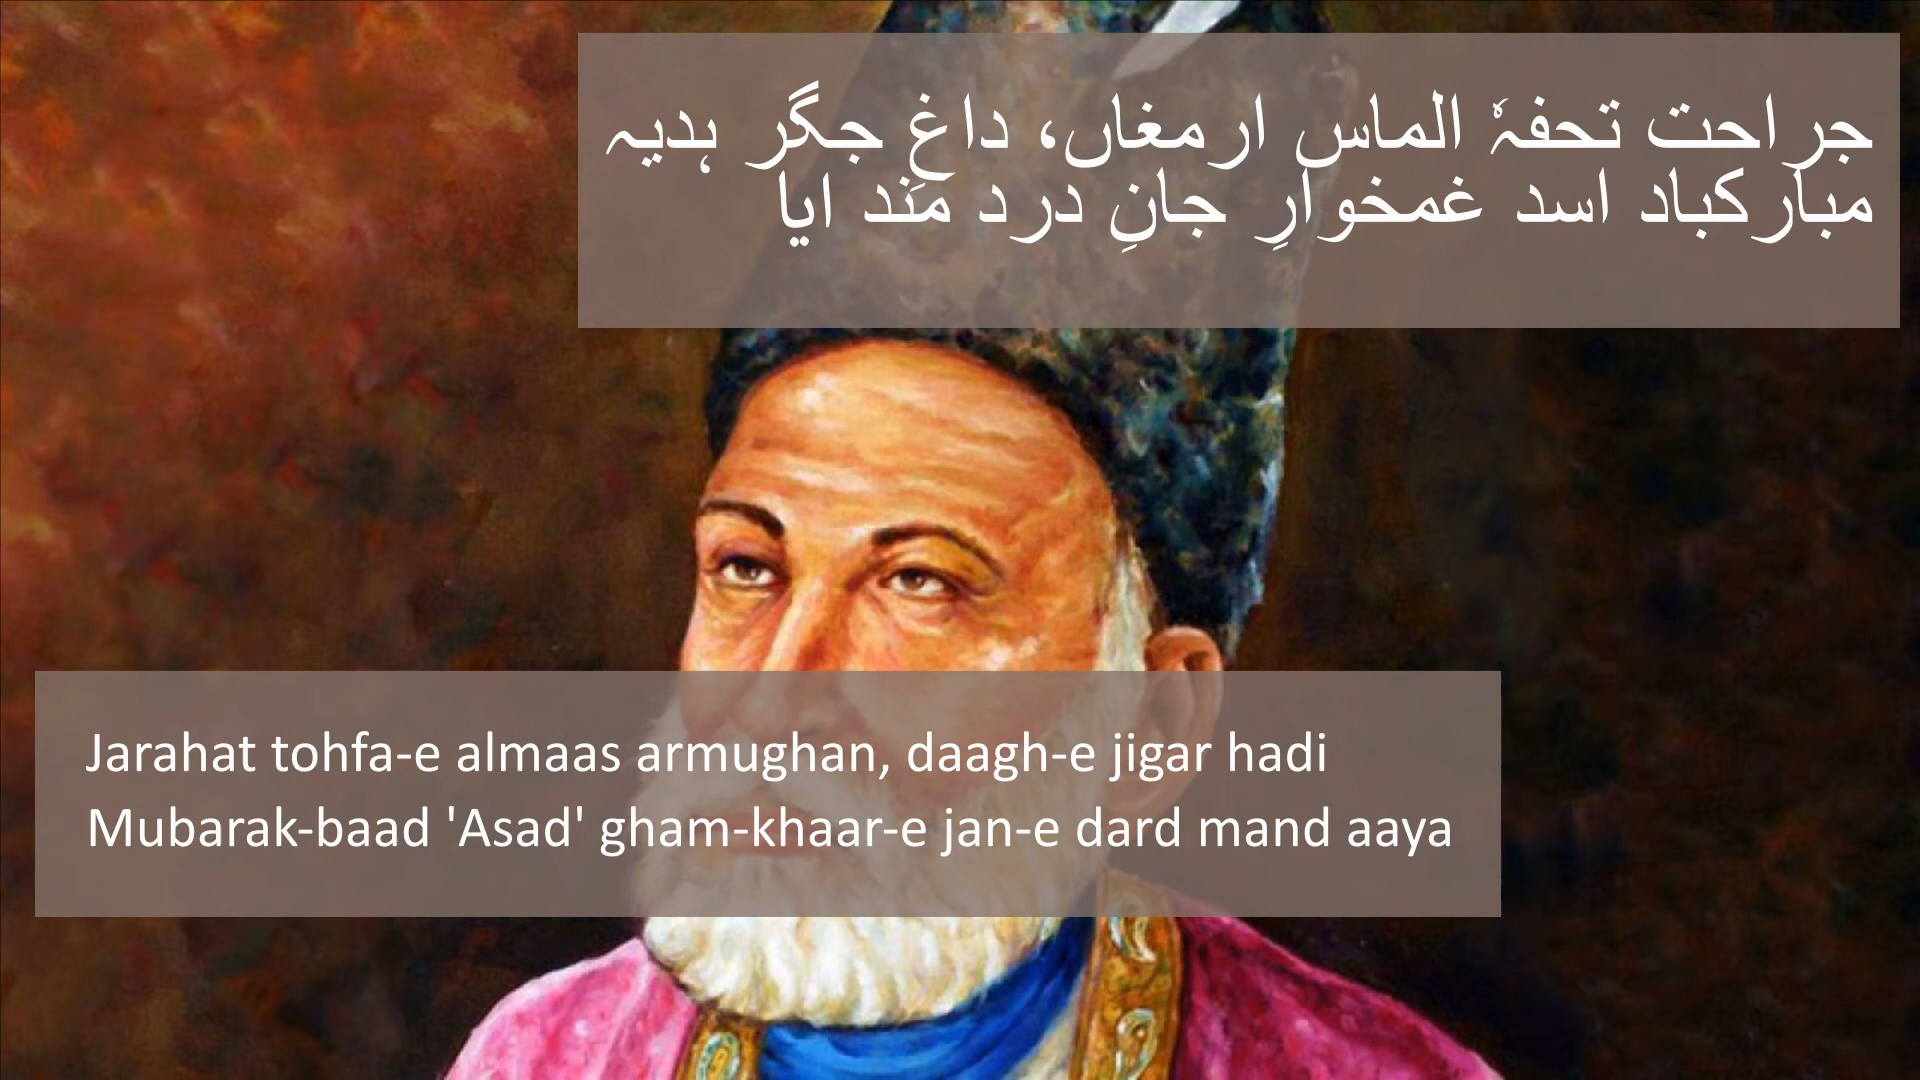 جراحت تحفہٗ الماس ارمغاں، داغِ جگر ہدیہ
مبارکباد اسد غمخوارِ جانِ درد مَند ایا
Jarahat tohfa-e almaas armughan, daagh-e jigar hadi
Mubarak-baad 'Asad' gham-khaar-e jan-e dard mand aaya